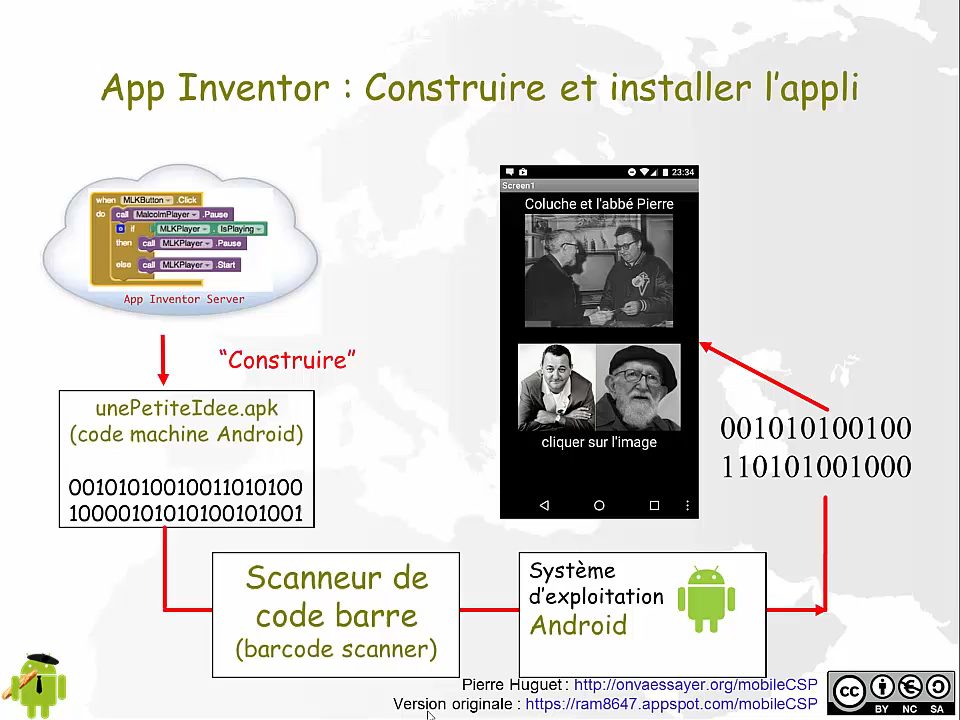 App Inventor : Construire et installer l'appli
when MLKButton .Click
do call MalcolmPlayer .Pause
if MLKPlayer . IsPlaying
then call MLKPlayer .Pause
else call MLKPlayer .Start
App Inventor Server
"Construire"
unePetiteIdee.apk
(code machine Android)
00101010010011010100
10000101010100101001
Scanneur de
code barre
(barcode scanner)
Système
d'exploitation
Android
23:34
Screen1
Coluche et l'abbé Pierre
cliquer sur l'image
001010100100
110101001000
Pierre Huguet : http://onvaessayer.org/mobileCSP
Version originale : https://ram8647.appspot.com/mobileCSP
cc
BY NC SA